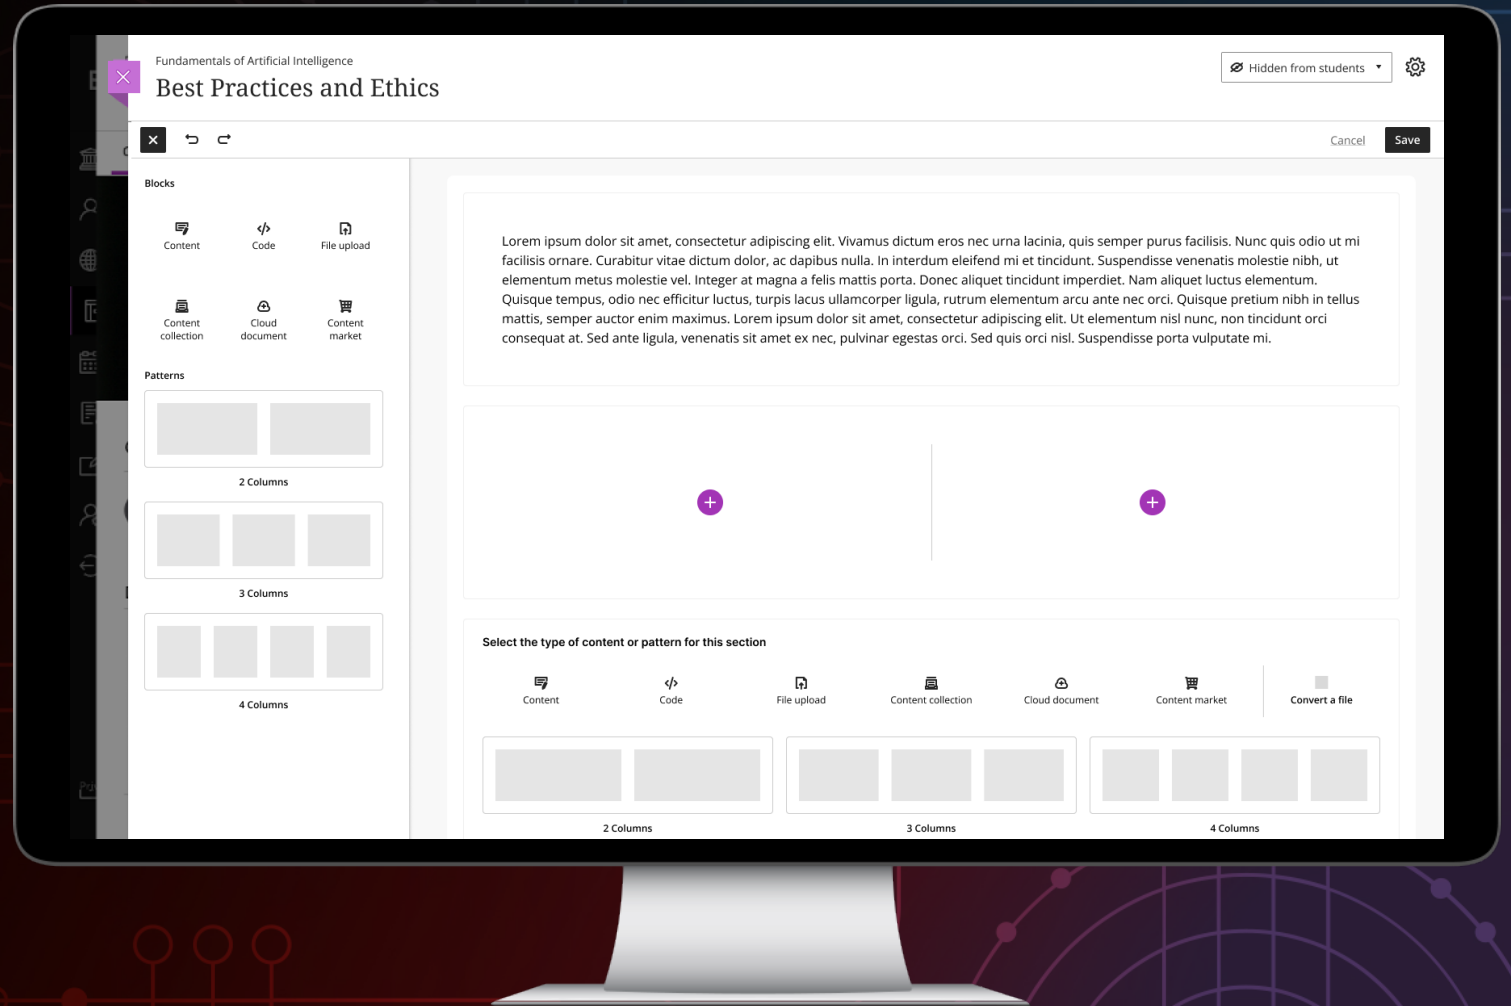 Fundamentals of Artificial Intelligence
Best Practices and Ethics
Hidden from students
Cancel
Save
Blocks
Content
Code
File upload
Content
collection
Cloud
document
Content
market
Patterns
2 Columns
3 Columns
4 Columns
Lorem ipsum dolor sit amet, consectetur adipiscing elit. Vivamus dictum eros nec urna lacinia, quis semper purus facilisis. Nunc quis odio ut mi
facilisis ornare. Curabitur vitae dictum dolor, ac dapibus nulla. In interdum eleifend mi et tincidunt. Suspendisse venenatis molestie nibh, ut
elementum metus molestie vel. Integer at magna a felis mattis porta. Donec aliquet tincidunt imperdiet. Nam aliquet luctus elementum.
Quisque tempus, odio nec efficitur luctus, turpis lacus ullamcorper ligula, rutrum elementum arcu ante nec orci. Quisque pretium nibh in tellus
mattis, semper auctor enim maximus. Lorem ipsum dolor sit amet, consectetur adipiscing elit. Ut elementum nisl nunc, non tincidunt orci
consequat at. Sed ante ligula, venenatis sit amet ex nec, pulvinar egestas orci. Sed quis orci nisl. Suspendisse porta vulputate mi.
Select the type of content or pattern for this section
Content
Code
File upload
Content collection
Cloud document
Content market
Convert a file
2 Columns
3 Columns
4 Columns